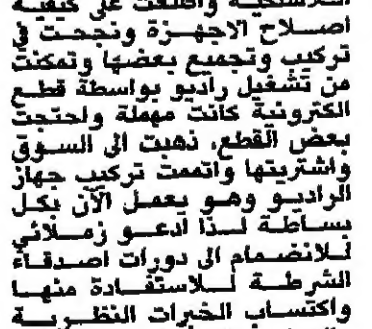 اللاسلكية واطلعت على كيفية
اصلاح الاجهزة ونجحت في
تركيب وتجميع بعضها وتمكنت
من تشغيل راديو بواسطة قطع
الكترونية كانت مهملة واحتجت
بعض القطع، ذهبت الى السوق
واشتريتها واتممت تركيب جهاز
الراديو وهو يعمل الآن بكل
بساطة لذا ادعو زملائي
للانضمام الى دورات اصدقاء
الشرطة للاستفادة منها
واكتساب الخبرات النظرية